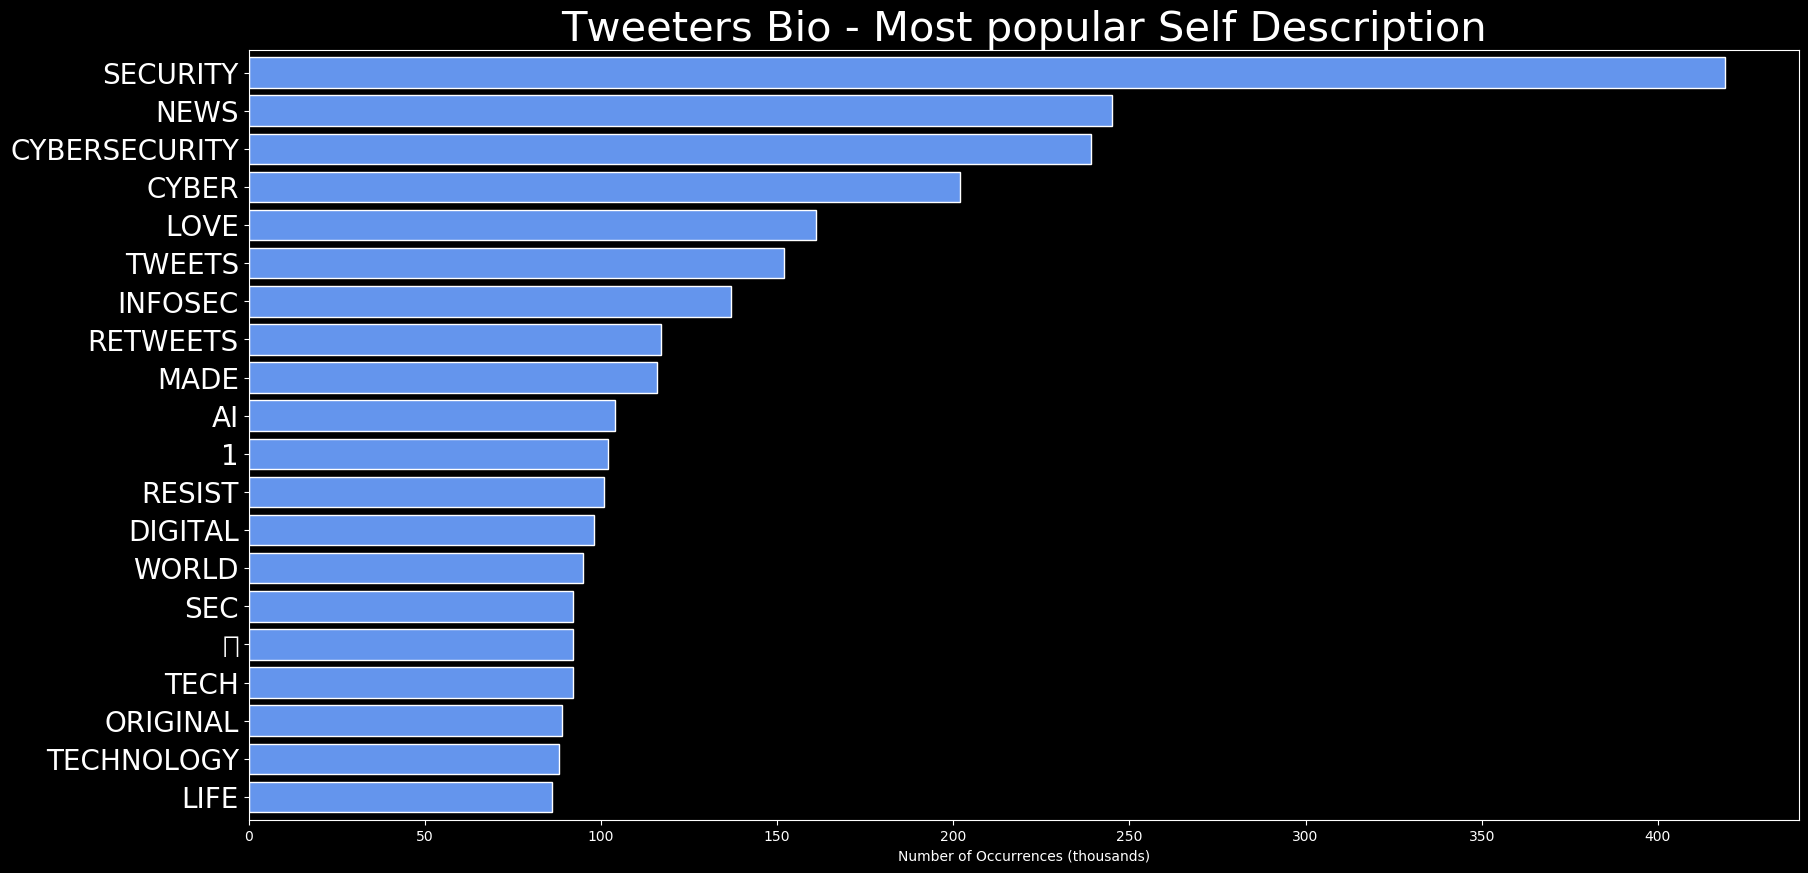 Tweeters Bio - Most popular Self Description
SECURITY
NEWS
CYBERSECURITY
CYBER
LOVE
TWEETS
INFOSEC
RETWEETS
MADE
AI
1
RESIST
DIGITAL
WORLD
SEC
TECH
ORIGINAL
TECHNOLOGY
LIFE
0 50 100 150 200 250 300 350 400
Number of Occurrences (thousands)